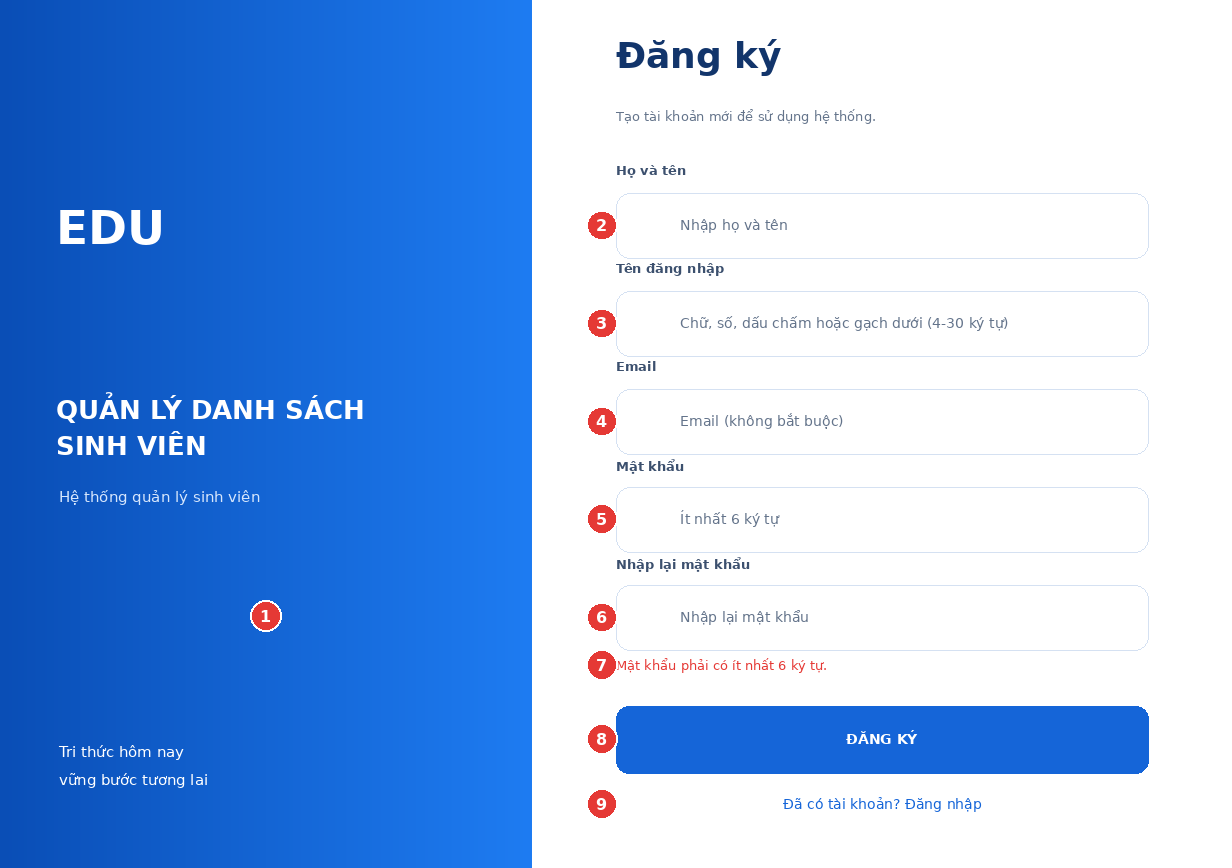 EDU
QUẢN LÝ DANH SÁCH
SINH VIÊN
Hệ thống quản lý sinh viên
1
Tri thức hôm nay
vững bước tương lai
Đăng ký
Tạo tài khoản mới để sử dụng hệ thống.
Họ và tên
2 Nhập họ và tên
Tên đăng nhập
3 Chữ, số, dấu chấm hoặc gạch dưới (4-30 ký tự)
Email
4 Email (không bắt buộc)
Mật khẩu
5 Ít nhất 6 ký tự
Nhập lại mật khẩu
6 Nhập lại mật khẩu
7 Mật khẩu phải có ít nhất 6 ký tự.
8 ĐĂNG KÝ
9 Đã có tài khoản? Đăng nhập